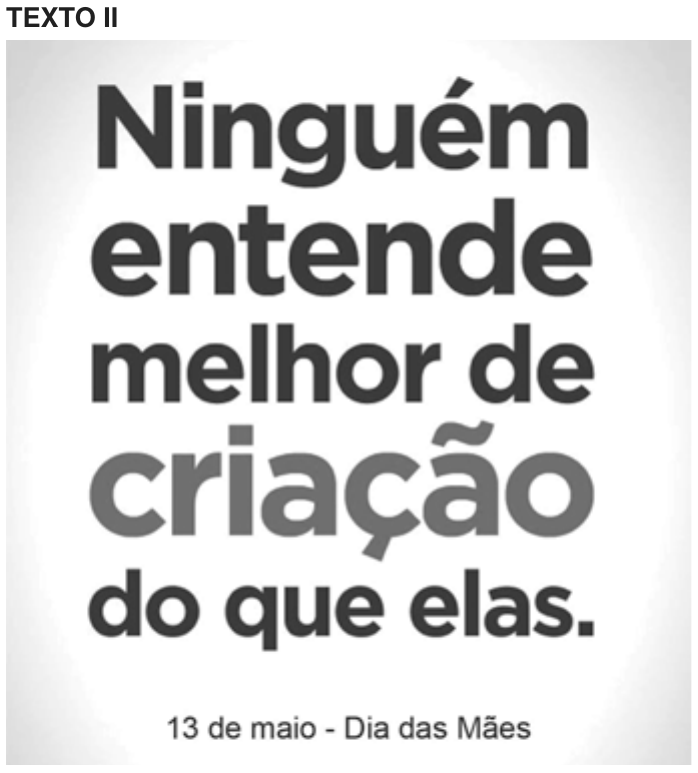 TEXTO II
Ninguém
entende
melhor de
criação
do que elas.
13 de maio - Dia das Mães